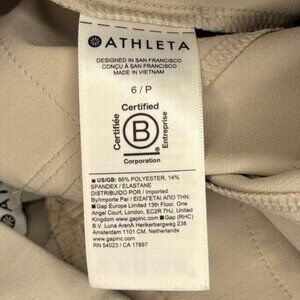 ATHLETA
DESIGNED IN SAN FRANCISCO
CONÇU À SAN FRANCISCO
MADE IN VIETNAM
6 / P
Certified
Certifiée
B
Entreprise
Corporation
■ US/GB: 86% POLYESTER, 14%
SPANDEX / ELASTANE
DISTRIBUIDO POR / Imported
By/Importe Par / ΕΙΣΑΓΕΤΑΙ ΑΠΟ ΤΗΝ:
■ Gap Europe Limited 13th Floor, One
Angel Court, London, EC2R 7HJ, United
Kingdom www.gapinc.com ■ Gap (RHC)
B.V. Luna ArenA Herikerbergweg 238
Amsterdam 1101 CM, Netherlands
www.gapinc.com
RN 54023 / CA 17897